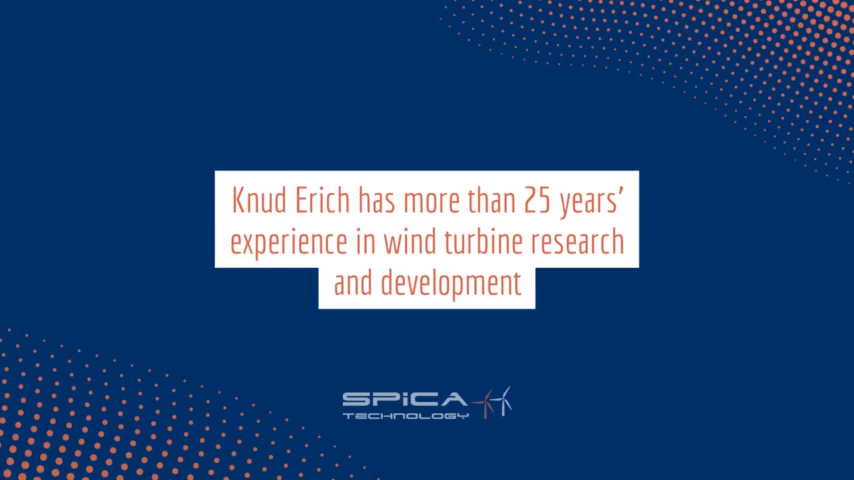 Knud Erich has more than 25 years'
experience in wind turbine research
and development
SPiCA
TECHNOLOGY